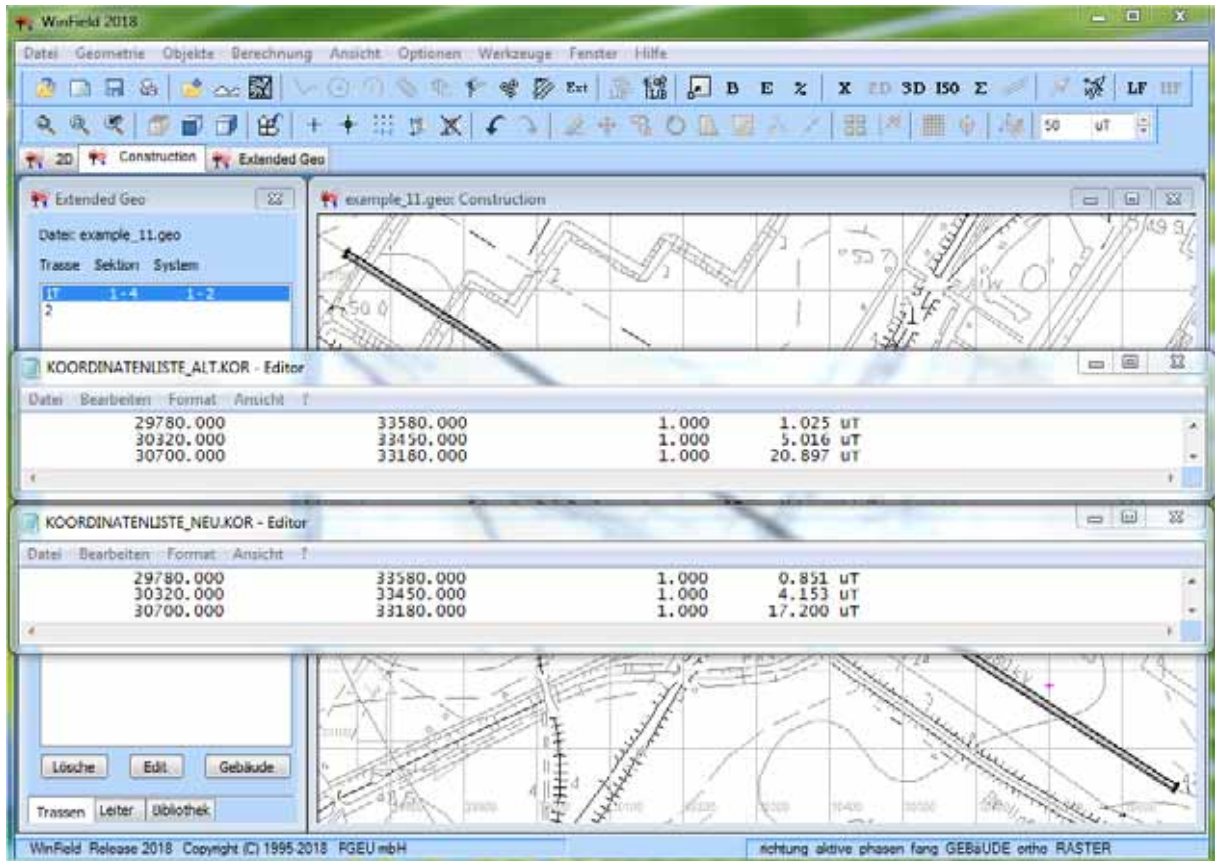 WinField 2018
Datei Geometrie Objekte Berechnung Ansicht Optionen Werkzeuge Fenster Hilfe
Ext LIB B E % X 2D 3D ISO Σ LF HF
50 uT
2D Construction Extended Geo
Extended Geo
example_11.geo: Construction
Datei: example_11.geo
Trasse Sektion System
1T 1-4 1-2
2
KOORDINATENLISTE_ALT.KOR - Editor
Datei Bearbeiten Format Ansicht ?
29780.000 33580.000 1.000 1.025 uT
30320.000 33450.000 1.000 5.016 uT
30700.000 33180.000 1.000 20.897 uT
KOORDINATENLISTE_NEU.KOR - Editor
Datei Bearbeiten Format Ansicht ?
29780.000 33580.000 1.000 0.851 uT
30320.000 33450.000 1.000 4.153 uT
30700.000 33180.000 1.000 17.200 uT
Lösche Edit Gebäude
Trassen Leiter Bibliothek
WinField Release 2018 Copyright (C) 1995-2018 FGEU mbH
richtung aktive phasen fang GEBäUDE ortho RASTER